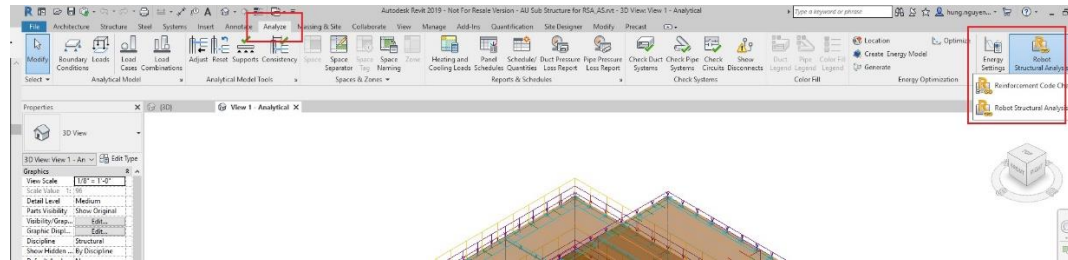 Autodesk Revit 2019 - Not For Resale Version - AU Sub Structure for RSA_AS.rvt - 3D View: View 1 - Analytical
Type a keyword or phrase
hung.nguyen...
File Architecture Structure Steel Systems Insert Annotate Analyze Massing & Site Collaborate View Manage Add-Ins Quantification Site Designer Modify Precast
Modify
Boundary Conditions
Loads
Load Cases
Load Combinations
Adjust
Reset
Supports
Consistency
Space
Space Separator
Space Tag
Space Naming
Zone
Heating and Cooling Loads
Panel Schedules
Schedule/ Quantities
Duct Pressure Loss Report
Pipe Pressure Loss Report
Check Duct Systems
Check Pipe Systems
Check Circuits
Show Disconnects
Duct Legend
Pipe Legend
Color Fill Legend
Location
Create Energy Model
Generate
Optimize
Energy Settings
Robot Structural Analysis
Select
Analytical Model
Analytical Model Tools
Spaces & Zones
Reports & Schedules
Check Systems
Color Fill
Energy Optimization
Reinforcement Code Ch
Robot Structural Analysis
Properties
{3D}
View 1 - Analytical
3D View
3D View: View 1 - An
Edit Type
Graphics
View Scale 1/8" = 1'-0"
Scale Value 1: 96
Detail Level Medium
Parts Visibility Show Original
Visibility/Grap... Edit...
Graphic Displ... Edit...
Discipline Structural
Show Hidden ... By Discipline
TOP